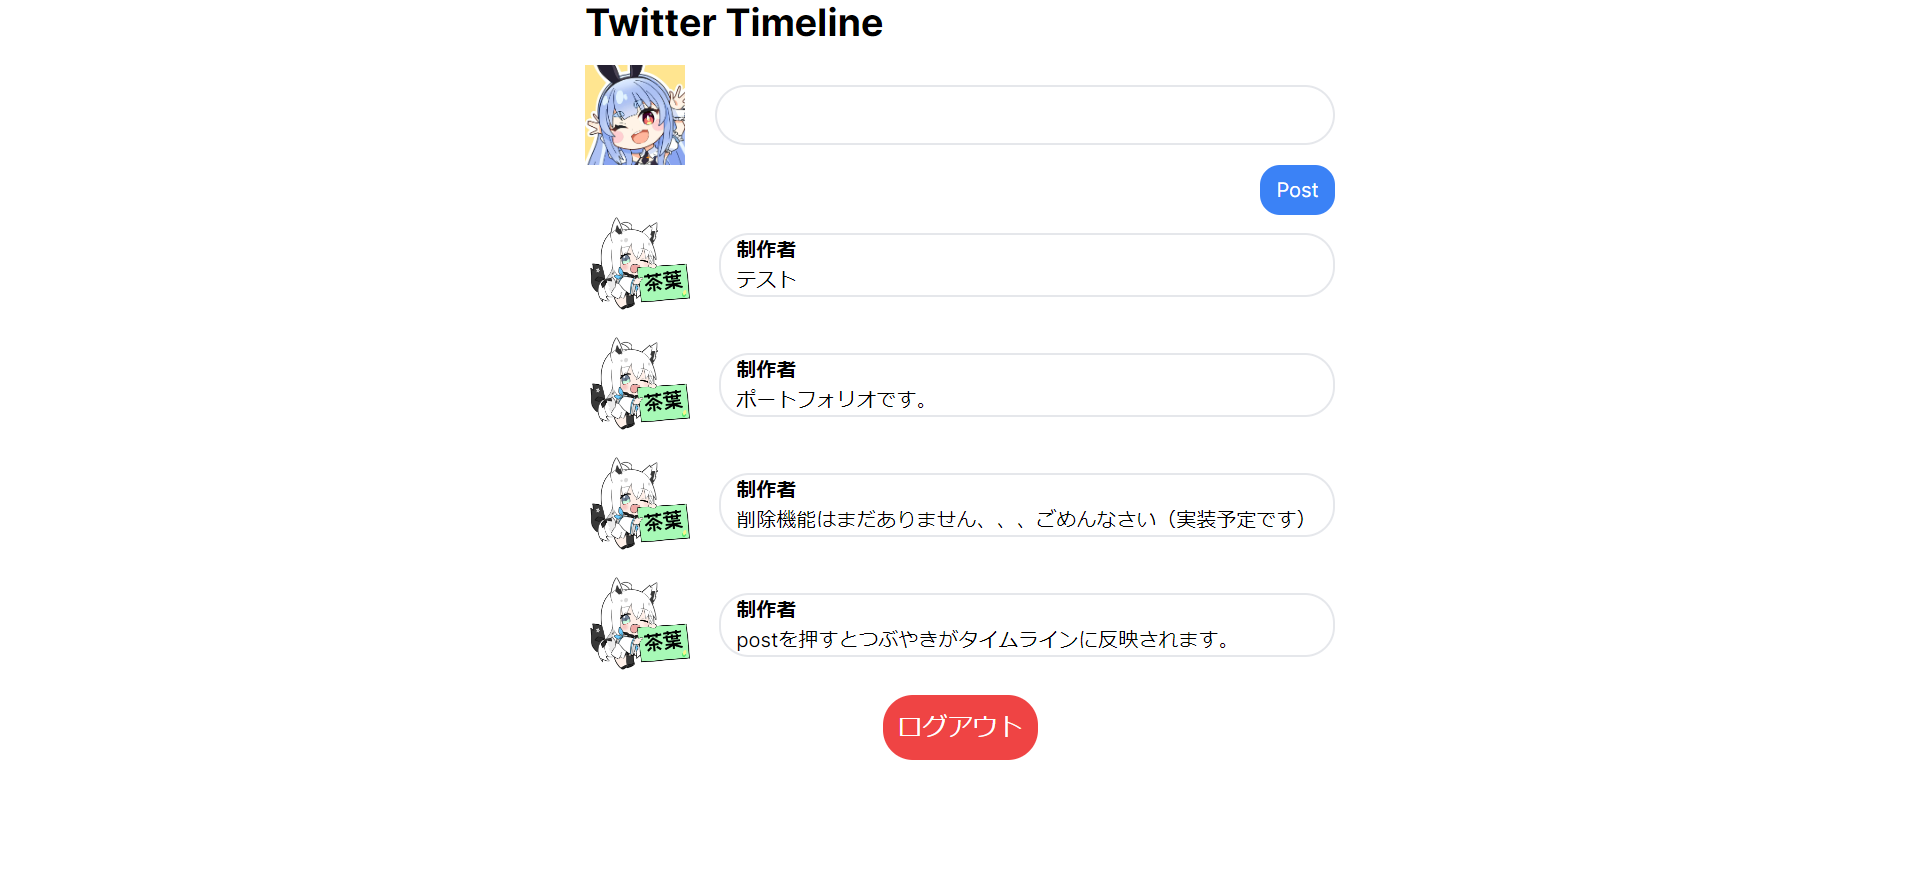 Twitter Timeline
Post
制作者
テスト
茶葉
制作者
ポートフォリオです。
茶葉
制作者
削除機能はまだありません、、、ごめんなさい（実装予定です）
茶葉
制作者
postを押すとつぶやきがタイムラインに反映されます。
茶葉
ログアウト